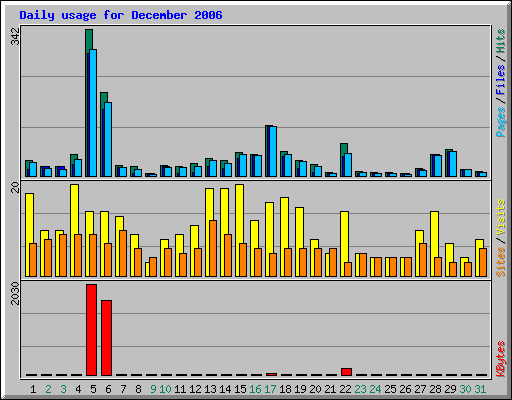 Daily usage for December 2006
342
Pages / Files / Hits
20
Sites / Visits
2030
KBytes
1 2 3 4 5 6 7 8 9 10 11 12 13 14 15 16 17 18 19 20 21 22 23 24 25 26 27 28 29 30 31